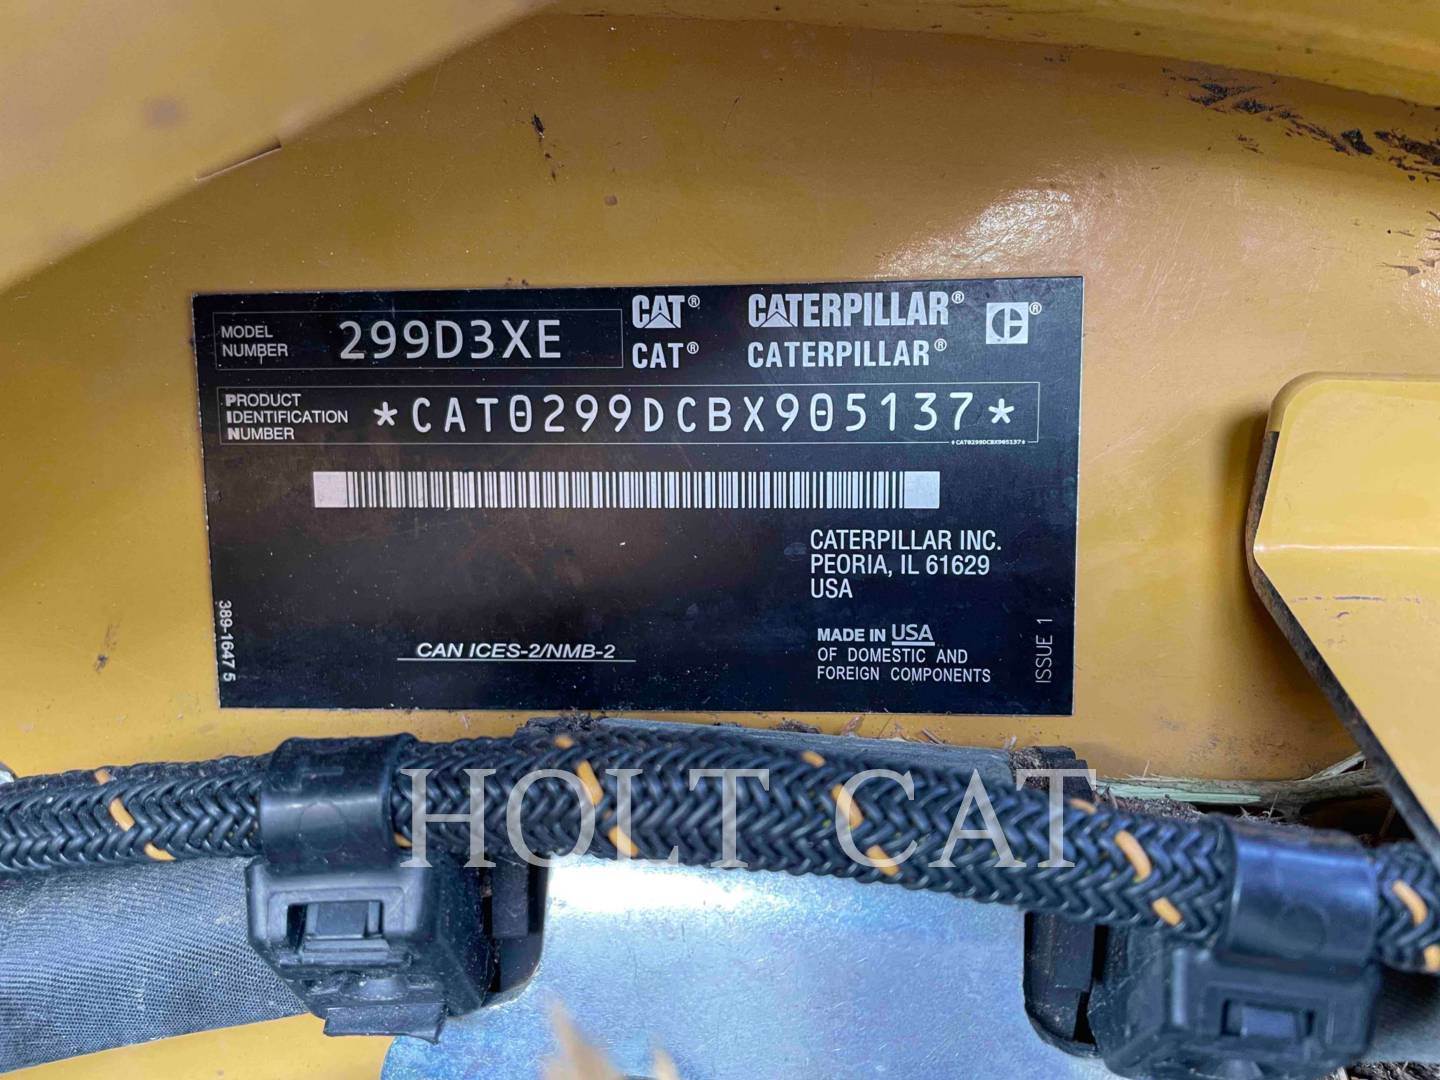 MODEL
NUMBER
299D3XE
CAT®
CATERPILLAR®
®
CAT®
CATERPILLAR®
PRODUCT
IDENTIFICATION
NUMBER
*CAT0299DCBX905137*
*CAT0299DCBX905137*
CATERPILLAR INC.
PEORIA, IL 61629
USA
389-1647 5
CAN ICES-2/NMB-2
MADE IN USA
OF DOMESTIC AND
FOREIGN COMPONENTS
ISSUE 1
HOLT CAT